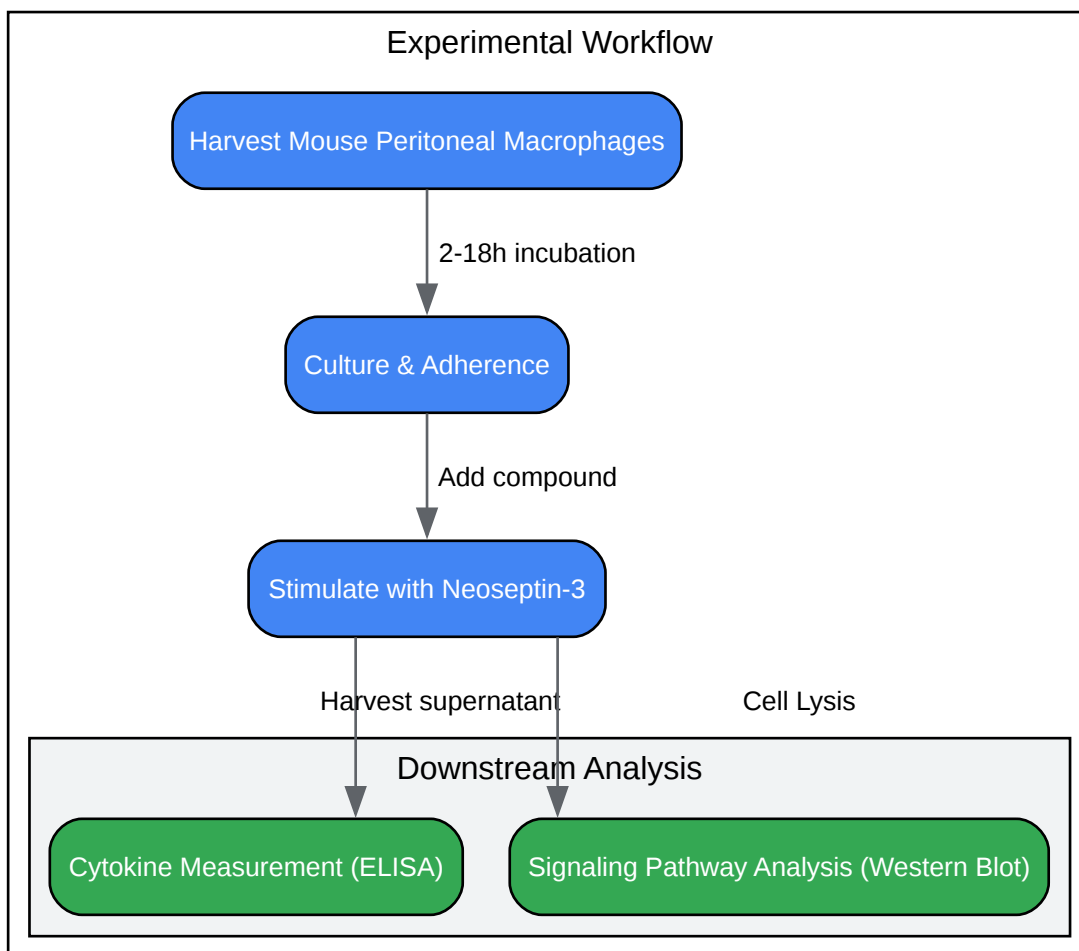 Experimental Workflow
Harvest Mouse Peritoneal Macrophages
2-18h incubation
Culture & Adherence
Add compound
Stimulate with Neoseptin-3
Harvest supernatant
Cell Lysis
Downstream Analysis
Cytokine Measurement (ELISA)
Signaling Pathway Analysis (Western Blot)